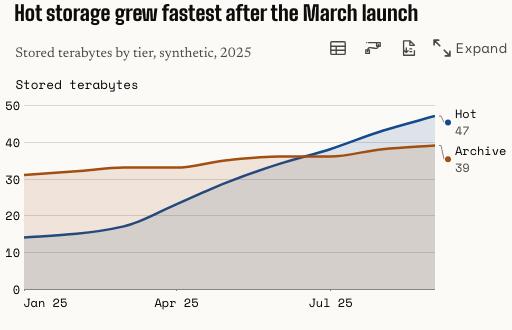 Hot storage grew fastest after the March launch
Stored terabytes by tier, synthetic, 2025
Expand
Stored terabytes
50
40
30
20
10
0
Hot
47
Archive
39
Jan 25
Apr 25
Jul 25